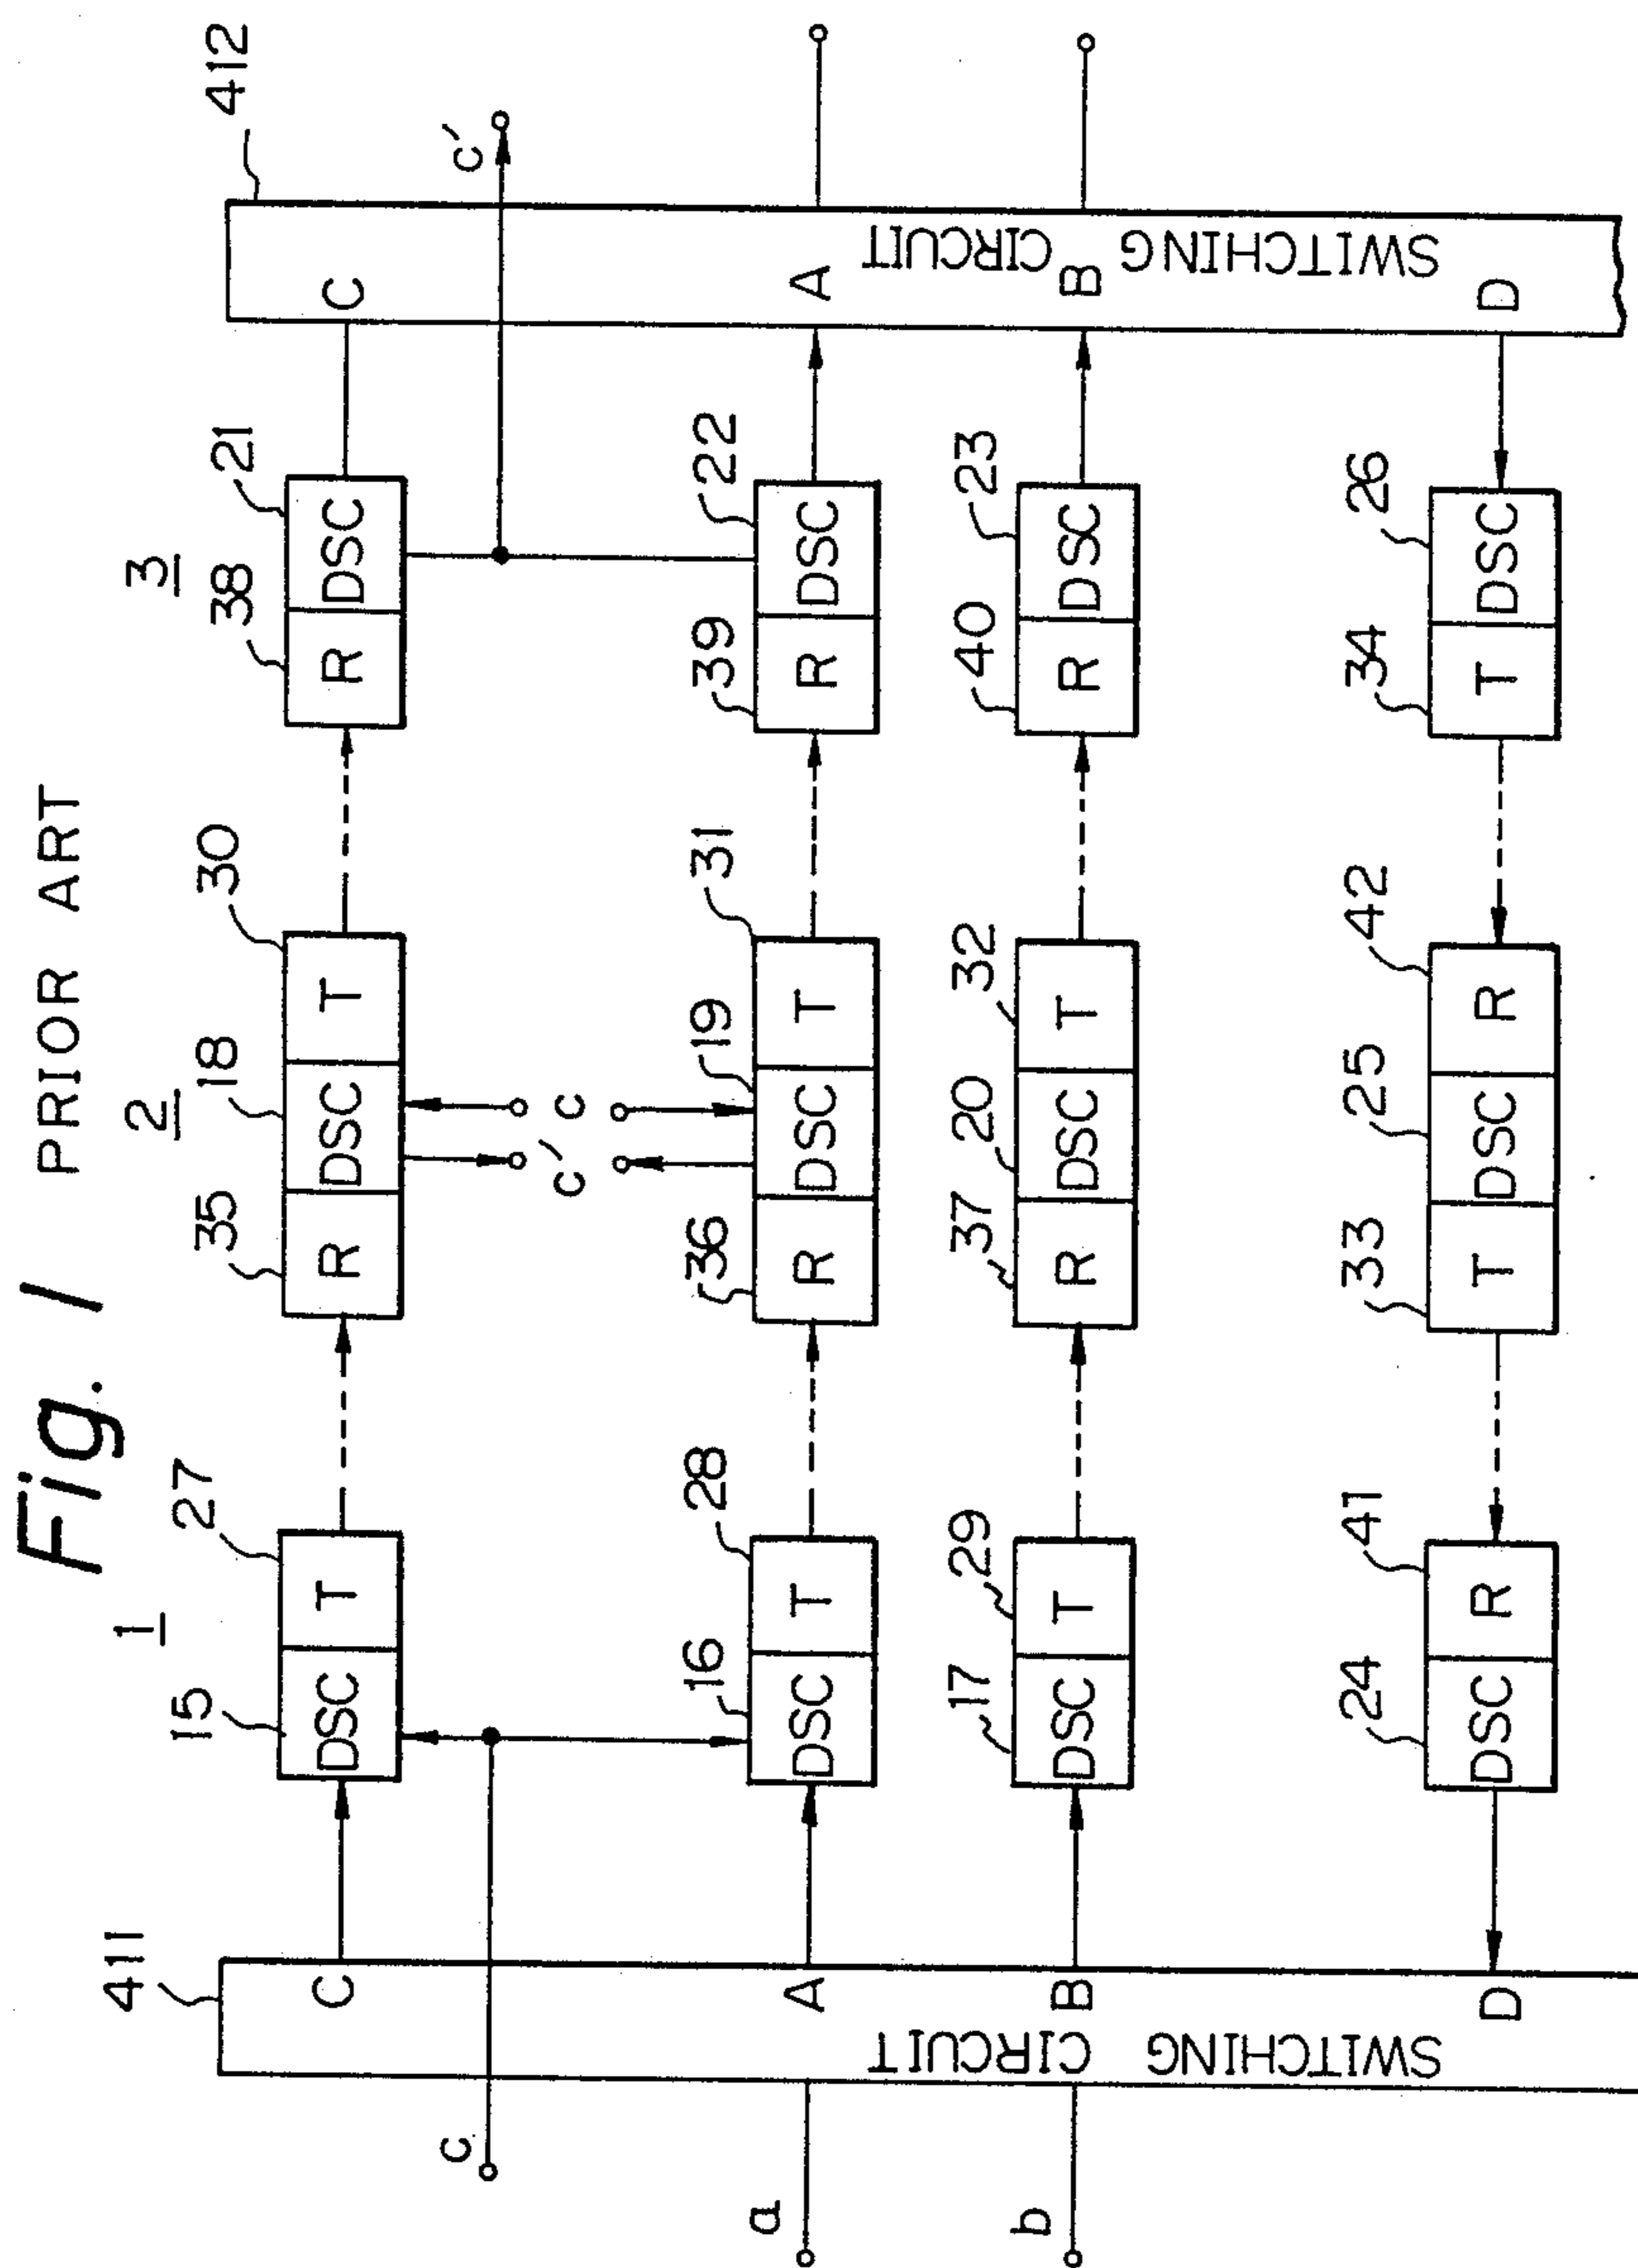 Fig. 1 PRIOR ART
1 2 3
411 412
C 15 27 35 18 30 38 21 C
DSC T R DSC T R DSC
c c' c c'
a A 16 28 36 19 31 39 22 A
DSC T R DSC T R DSC
b B 17 29 37 20 32 40 23 B
DSC T R DSC T R DSC
D 24 41 33 25 42 34 26 D
DSC R T DSC R T DSC
SWITCHING CIRCUIT
SWITCHING CIRCUIT